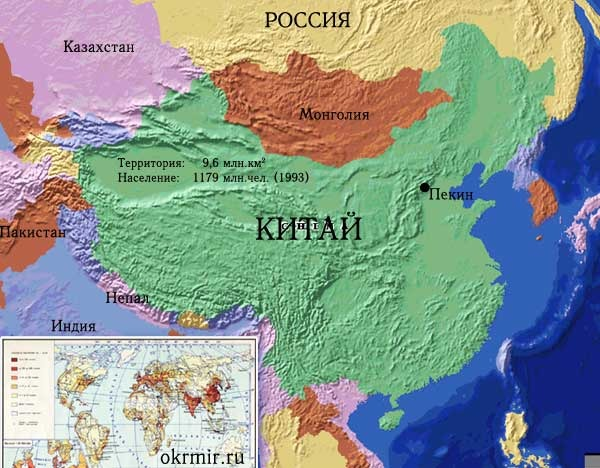 РОССИЯ
Казахстан
Монголия
Территория: 9,6 млн.км²
Население: 1179 млн.чел. (1993)
Пекин
КИТАЙ
Пакистан
Непал
Индия
okrmir.ru